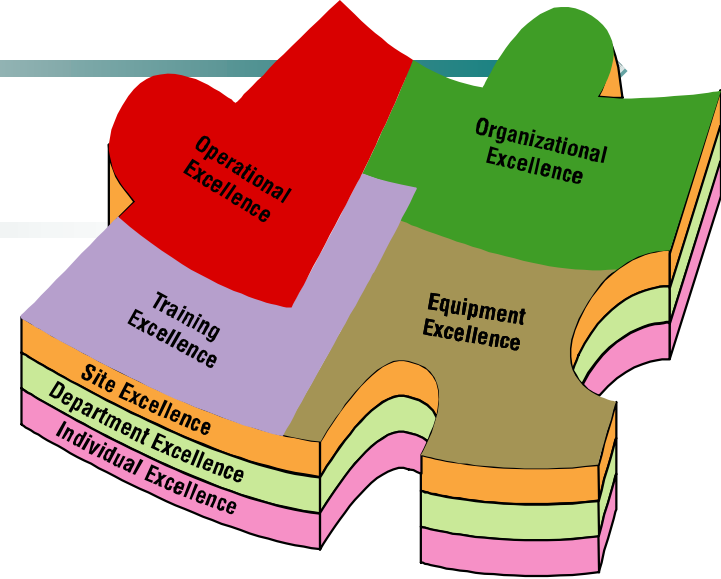 Operational
Excellence
Organizational
Excellence
Training
Excellence
Equipment
Excellence
Site Excellence
Department Excellence
Individual Excellence